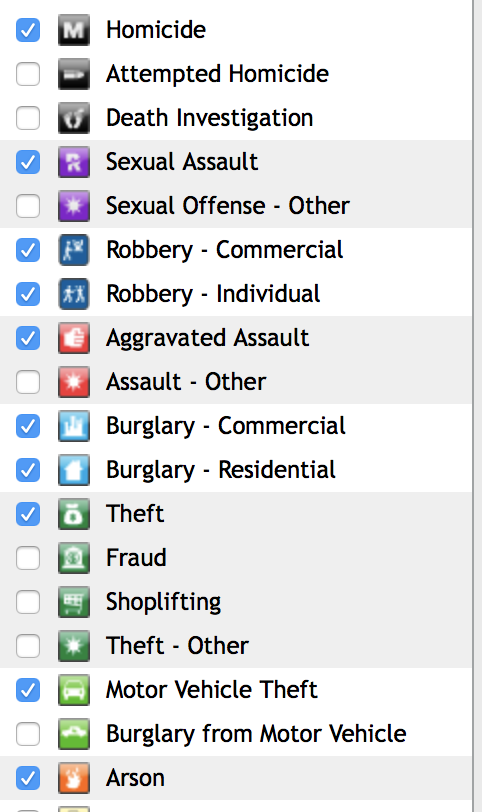 M Homicide
Attempted Homicide
Death Investigation
R Sexual Assault
Sexual Offense - Other
Robbery - Commercial
Robbery - Individual
Aggravated Assault
Assault - Other
Burglary - Commercial
Burglary - Residential
Theft
Fraud
Shoplifting
Theft - Other
Motor Vehicle Theft
Burglary from Motor Vehicle
Arson